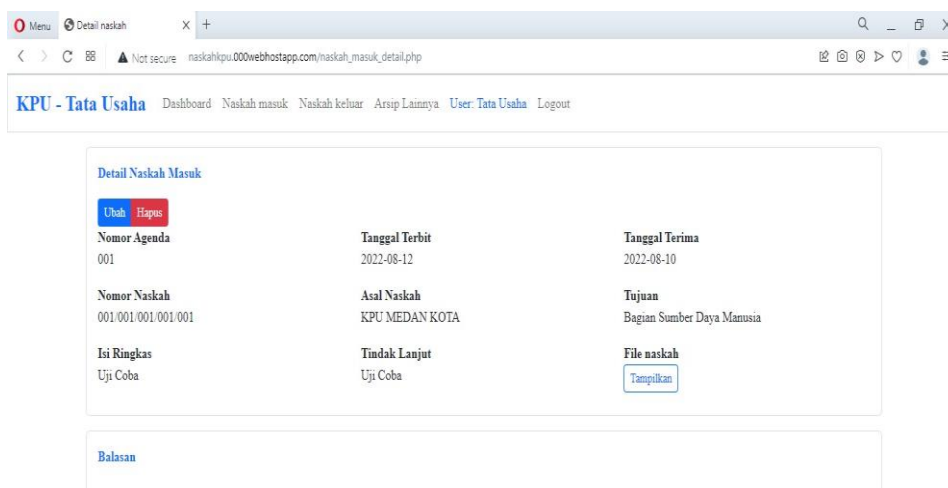 Menu Detail naskah
Not secure naskahkpu.000webhostapp.com/naskah_masuk_detail.php
KPU - Tata Usaha Dashboard Naskah masuk Naskah keluar Arsip Lainnya User: Tata Usaha Logout
Detail Naskah Masuk
Ubah Hapus
Nomor Agenda Tanggal Terbit Tanggal Terima
001 2022-08-12 2022-08-10
Nomor Naskah Asal Naskah Tujuan
001/001/001/001/001 KPU MEDAN KOTA Bagian Sumber Daya Manusia
Isi Ringkas Tindak Lanjut File naskah
Uji Coba Uji Coba Tampilkan
Balasan